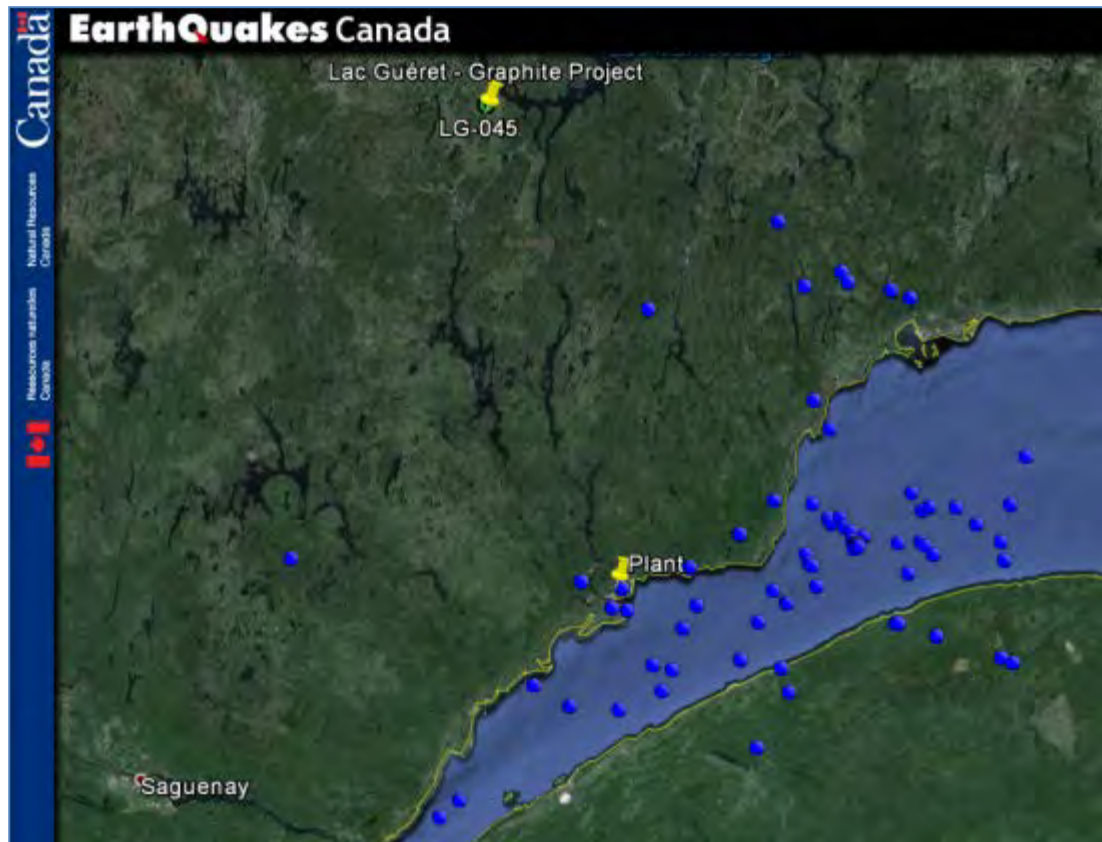 EarthQuakes Canada
Canada
Natural Resources
Canada
Ressources naturelles
Canada
Lac Guéret - Graphite Project
LG-045
Plant
Saguenay